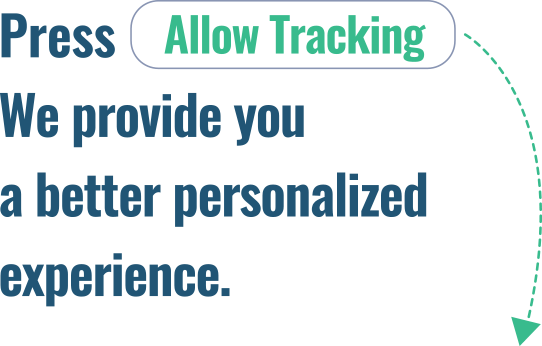 Press Allow Tracking
We provide you
a better personalized
experience.